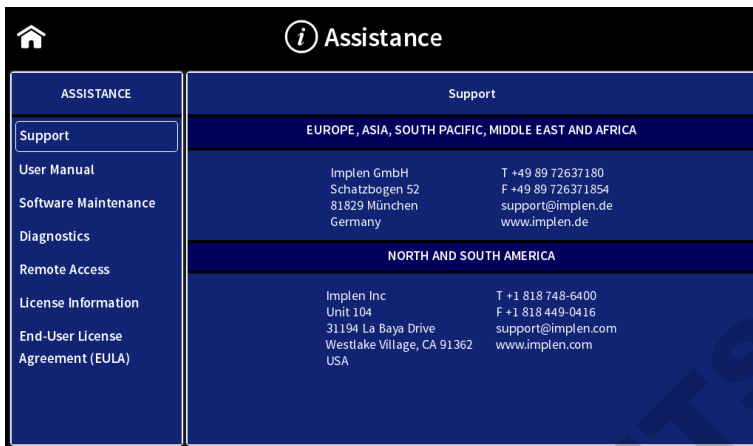 Assistance
ASSISTANCE
Support
User Manual
Software Maintenance
Diagnostics
Remote Access
License Information
End-User License
Agreement (EULA)
Support
EUROPE, ASIA, SOUTH PACIFIC, MIDDLE EAST AND AFRICA
Implen GmbH T +49 89 72637180
Schatzbogen 52 F +49 89 726371854
81829 München support@implen.de
Germany www.implen.de
NORTH AND SOUTH AMERICA
Implen Inc T +1 818 748-6400
Unit 104 F +1 818 449-0416
31194 La Baya Drive support@implen.com
Westlake Village, CA 91362 www.implen.com
USA